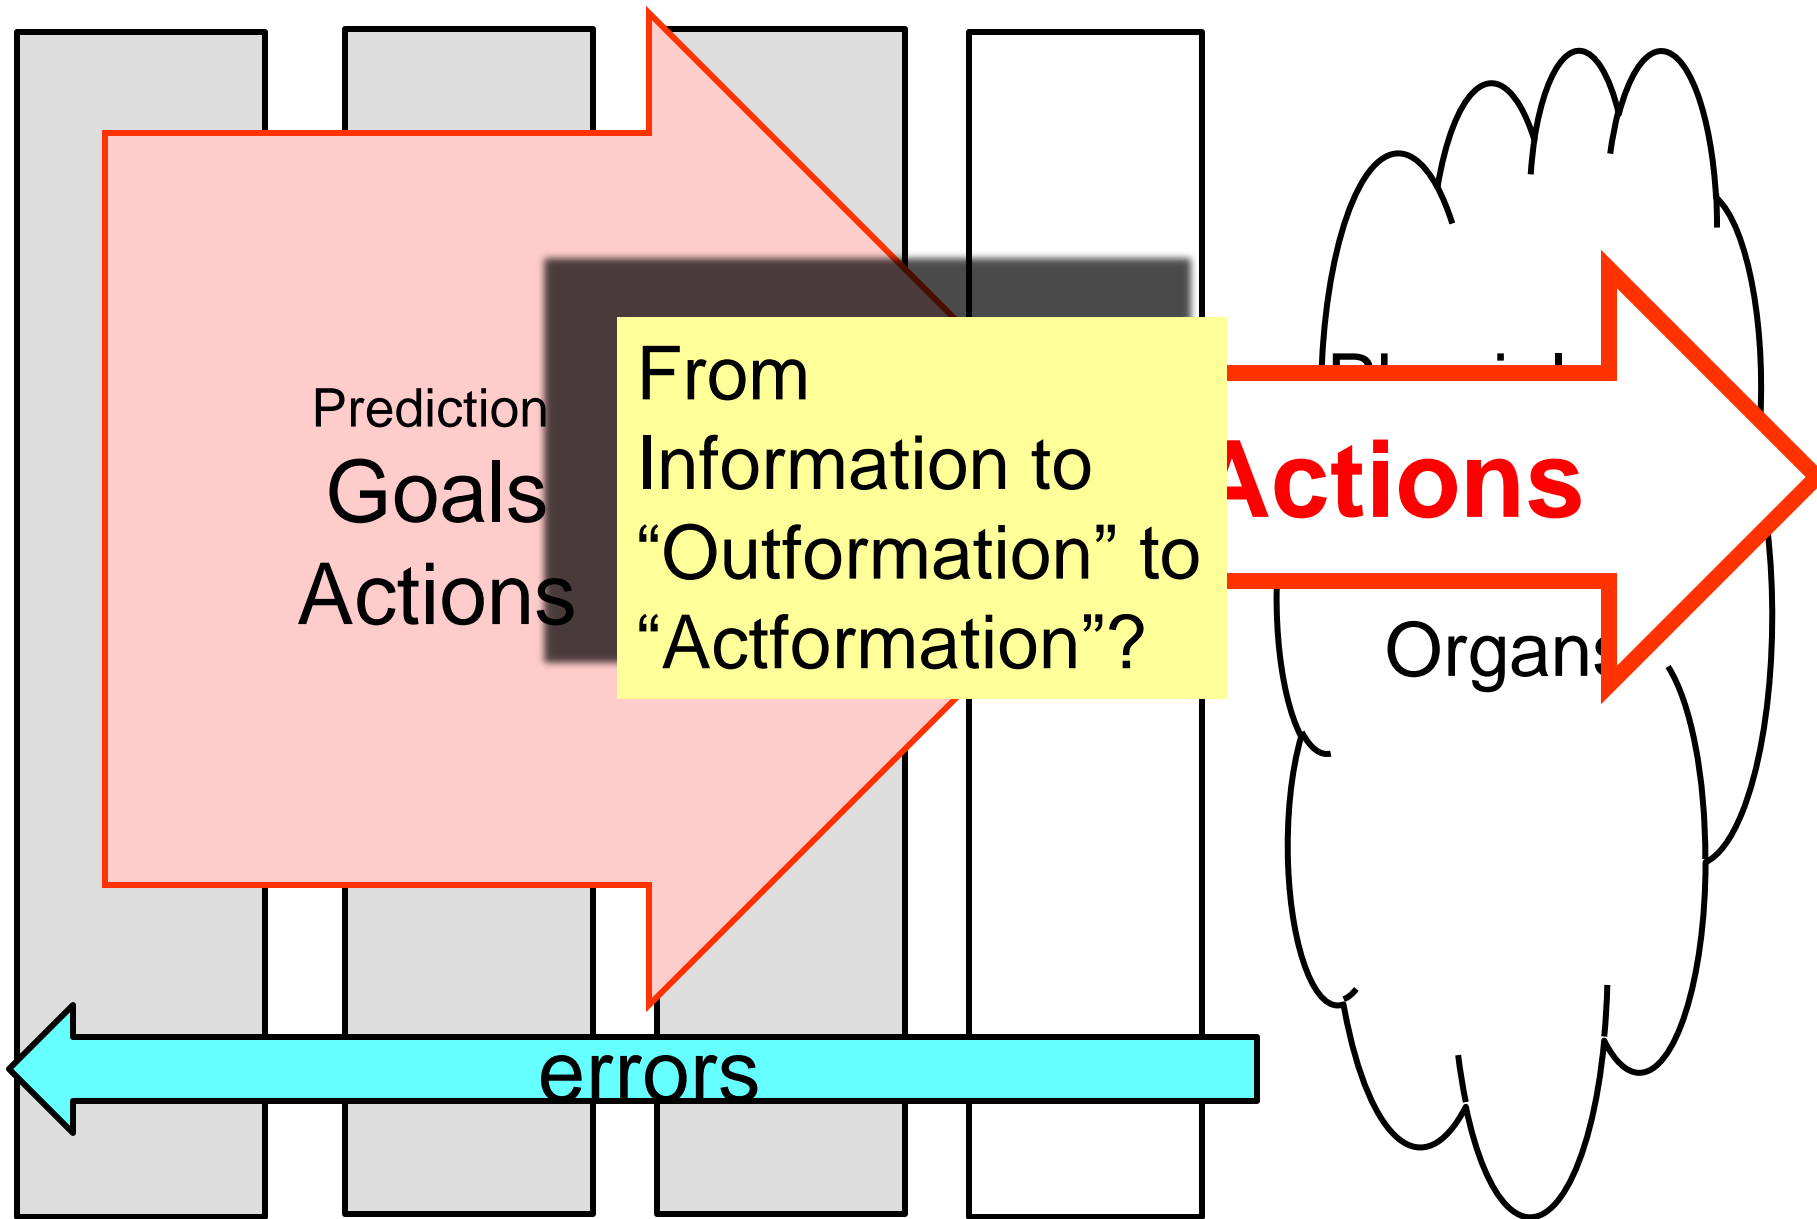 Prediction
Goals
Actions
From
Information to
“Outformation” to
“Actformation”?
Actions
Organs
errors